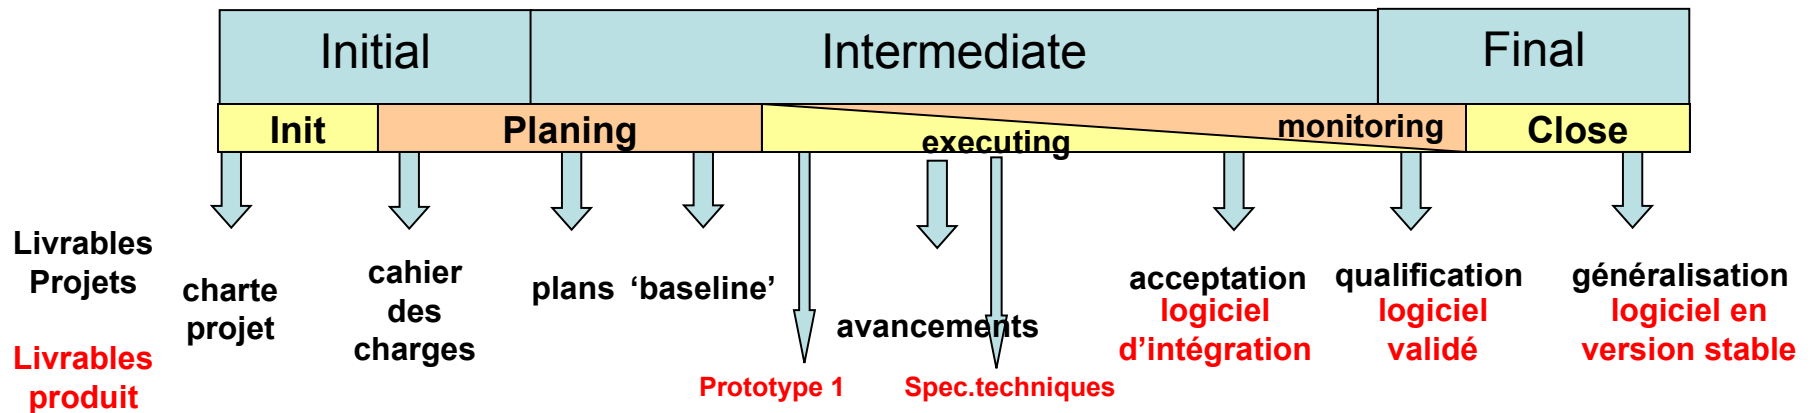 Initial
Intermediate
Final
Init
Planing
executing
monitoring
Close
Livrables
Projets
charte
projet
cahier
des
charges
plans
‘baseline’
avancements
acceptation
qualification
généralisation
Livrables
produit
Prototype 1
Spec.techniques
logiciel
d’intégration
logiciel
validé
logiciel en
version stable